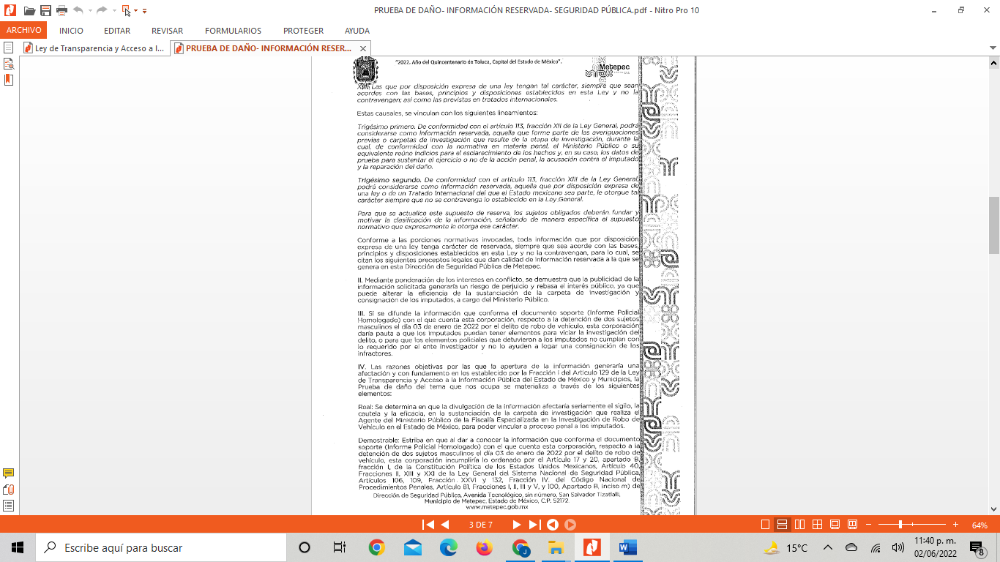 PRUEBA DE DAÑO- INFORMACIÓN RESERVADA- SEGURIDAD PÚBLICA.pdf - Nitro Pro 10
ARCHIVO INICIO EDITAR REVISAR FORMULARIOS PROTEGER AYUDA
Ley de Transparencia y Acceso a l... PRUEBA DE DAÑO- INFORMACIÓN RESER...
"2022. Año del Quincentenario de Toluca, Capital del Estado de México".
Metepec
XIII. Las que por disposición expresa de una ley tengan tal carácter, siempre que sean
acordes con las bases, principios y disposiciones establecidos en esta Ley y no la
contravengan; así como las previstas en tratados internacionales.
Estas causales, se vinculan con los siguientes lineamientos:
Trigésimo primero. De conformidad con el artículo 113, fracción XII de la Ley General, podrá
considerarse como información reservada, aquella que forme parte de las averiguaciones
previas o carpetas de investigación que resulte de la etapa de investigación, durante la
cual, de conformidad con la normativa en materia penal, el Ministerio Público o su
equivalente reúne indicios para el esclarecimiento de los hechos y, en su caso, los datos de
prueba para sustentar el ejercicio o no de la acción penal, la acusación contra el imputado
y la reparación del daño.
Trigésimo segundo. De conformidad con el artículo 113, fracción XIII de la Ley General,
podrá considerarse como información reservada, aquella que por disposición expresa de
una ley o de un Tratado Internacional del que el Estado mexicano sea parte, le otorgue tal
carácter siempre que no se contravenga lo establecido en la Ley General.
Para que se actualice este supuesto de reserva, los sujetos obligados deberán fundar y
motivar la clasificación de la información, señalando de manera específica el supuesto
normativo que expresamente le otorga ese carácter.
Conforme a las porciones normativas invocadas, toda información que por disposición
expresa de una ley tenga carácter de reservada, siempre que sea acorde con las bases,
principios y disposiciones establecidos en esta Ley y no la contravengan, para lo cual, se
citan los siguientes preceptos legales que dan calidad de información reservada a la que se
genera en esta Dirección de Seguridad Pública de Metepec.
II. Mediante ponderación de los intereses en conflicto, se demuestra que la publicidad de la
información solicitada generaría un riesgo de perjuicio y rebasa el interés público, ya que
puede alterar la eficiencia de la sustanciación de la carpeta de investigación y
consignación de los imputados, a cargo del Ministerio Público.
III. Si se difunde la información que conforma el documento soporte (Informe Policial
Homologado) con el que cuenta esta corporación, respecto a la detención de dos sujetos
masculinos el día 03 de enero de 2022 por el delito de robo de vehículo, esta corporación
daría pauta a que los imputados puedan tener elementos para viciar la investigación del
delito, o para que los elementos policiales que detuvieron a los imputados no cumplan con
lo requerido por el ente investigador y no lo ayuden a logar una consignación de los
infractores.
IV. Las razones objetivas por las que la apertura de la información generaría una
afectación y con fundamento en los establecido por la Fracción I del Artículo 129 de la Ley
de Transparencia y Acceso a la Información Pública del Estado de México y Municipios, la
Prueba de daño del tema que nos ocupa se materializa a través de los siguientes
elementos:
Real: Se determina en que la divulgación de la información afectaría seriamente el sigilo, la
cautela y la eficacia, en la sustanciación de la carpeta de investigación que realiza el
Agente del Ministerio Público de la Fiscalía Especializada en la Investigación de Robo de
Vehículo en el Estado de México, para poder vincular a proceso penal a los imputados.
Demostrable: Estriba en que al dar a conocer la información que conforma el documento
soporte (Informe Policial Homologado) con el que cuenta esta corporación, respecto a la
detención de dos sujetos masculinos el día 03 de enero de 2022 por el delito de robo de
vehículo, esta corporación incumpliría lo ordenado por el Artículo 17 y 20, apartado B,
fracción I, de la Constitución Política de los Estados Unidos Mexicanos, Artículo 40,
Fracciones II, XIII y XXI de la Ley General del Sistema Nacional de Seguridad Pública,
Artículos 106, 109, Fracción XXVI y 132, Fracción IV. del Código Nacional de
Procedimientos Penales, Artículo 81, Fracciones I, II, III y V, y 100, Apartado B, Inciso m) de
Dirección de Seguridad Pública, Avenida Tecnológico, sin número, San Salvador Tizatlalli,
Municipio de Metepec, Estado de México, C.P. 52172.
www.metepec.gob.mx
3 DE 7
64%
Escribe aquí para buscar
15°C
11:40 p. m.
02/06/2022
8